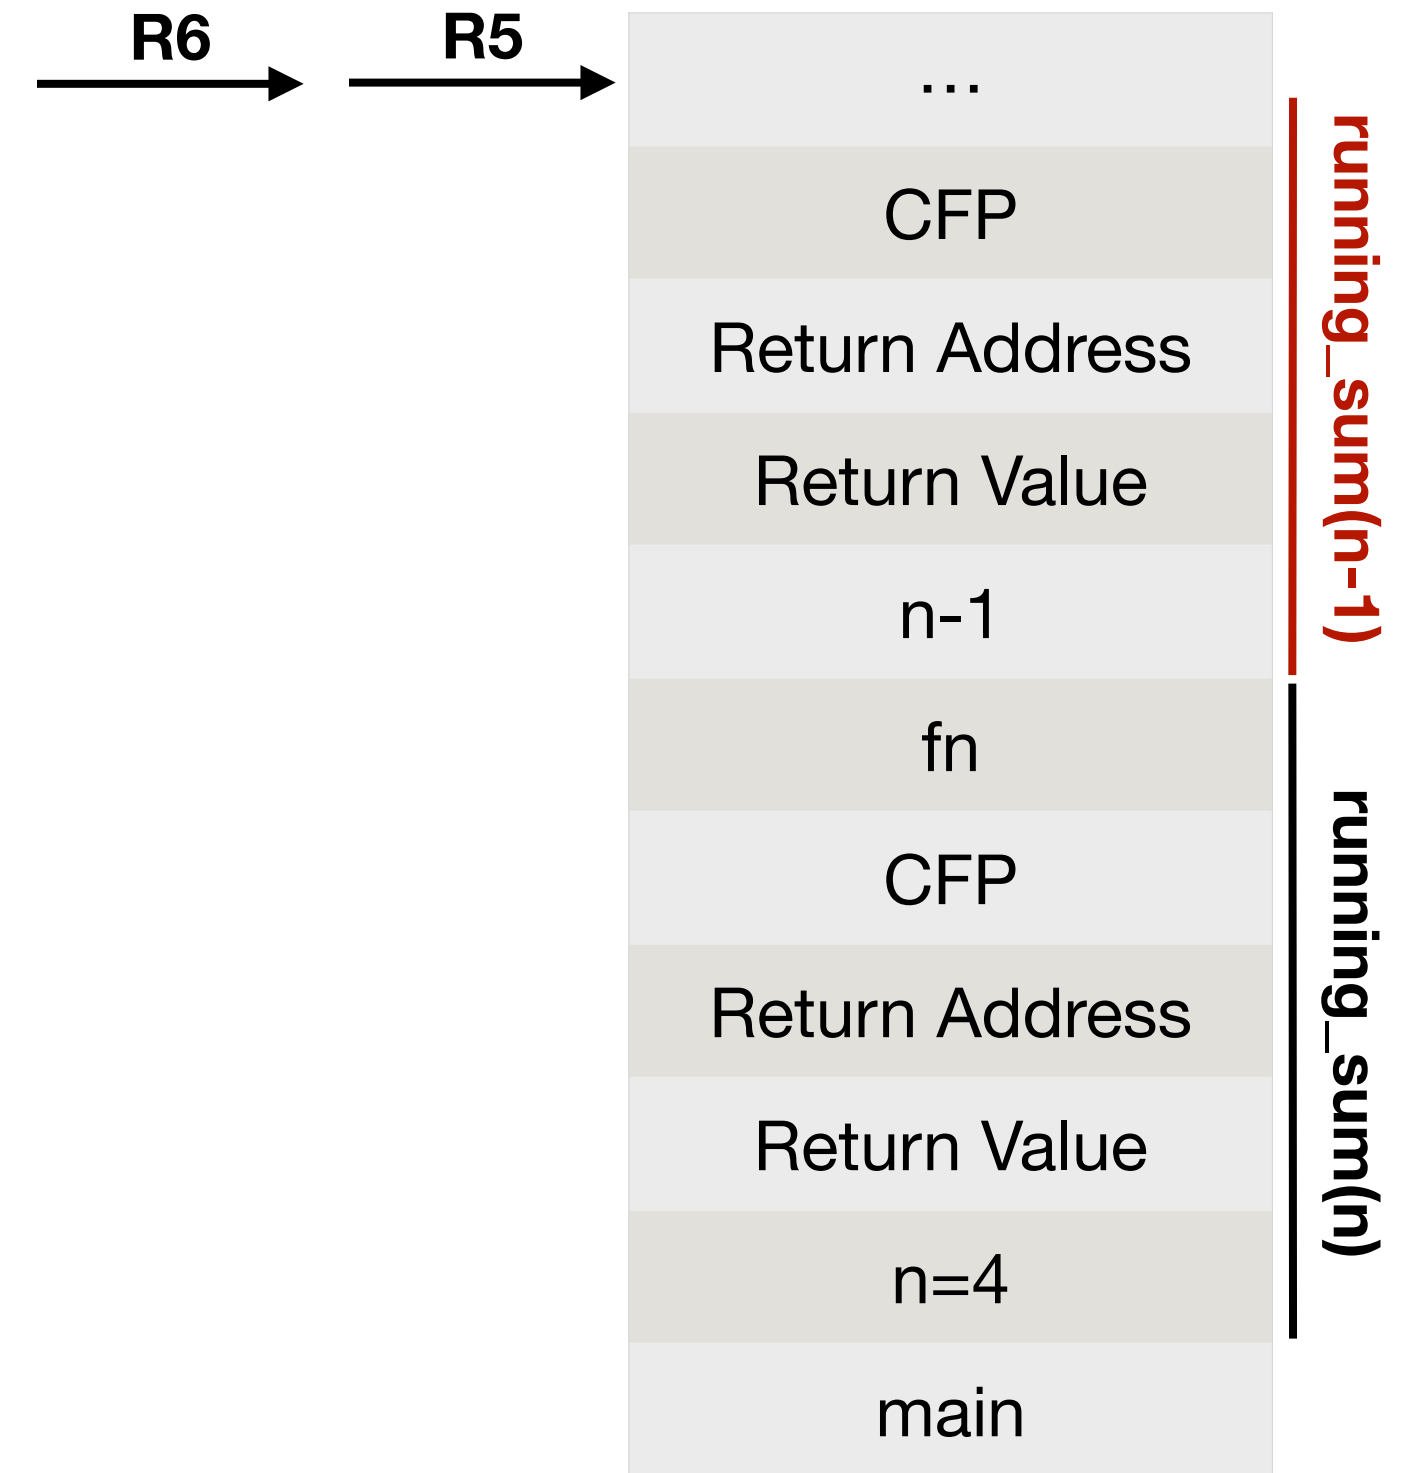 R6
R5
...
CFP
Return Address
Return Value
n-1
fn
CFP
Return Address
Return Value
n=4
main
running_sum(n-1)
running_sum(n)